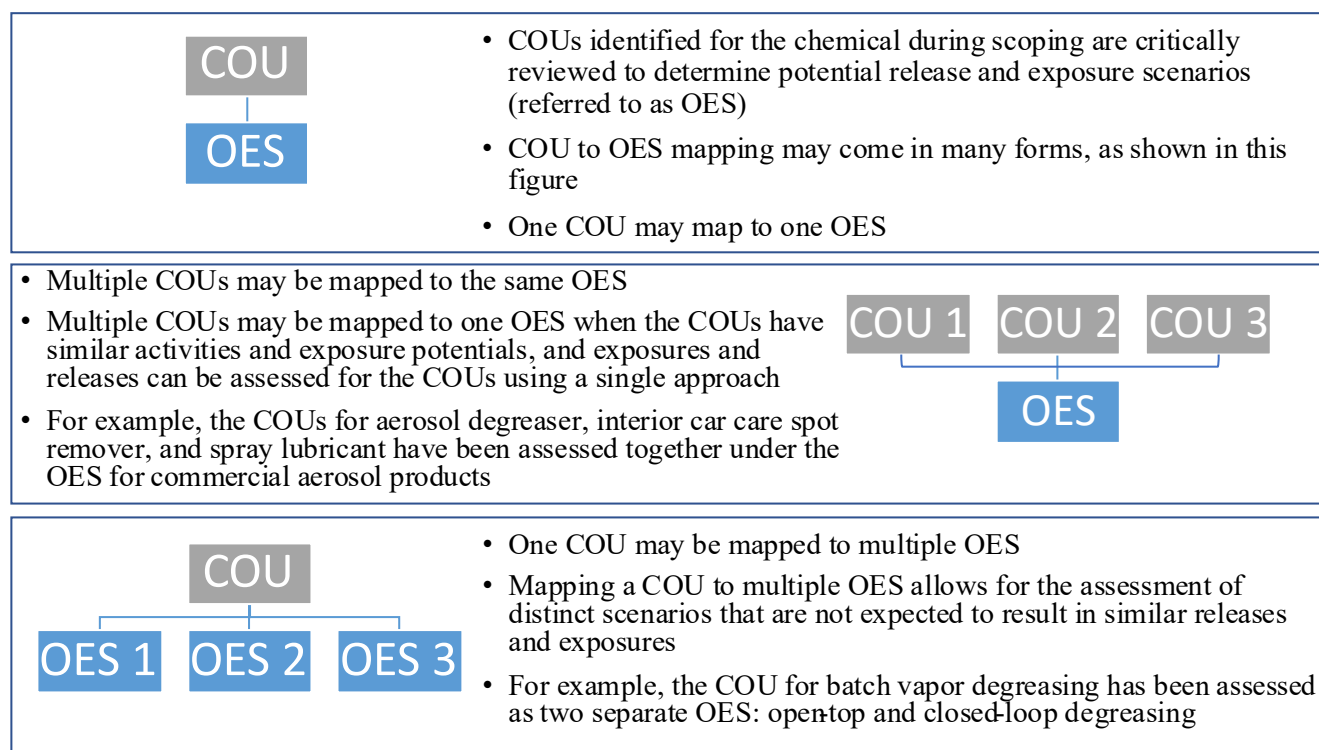 COU
OES
• COUs identified for the chemical during scoping are critically
reviewed to determine potential release and exposure scenarios
(referred to as OES)
• COU to OES mapping may come in many forms, as shown in this
figure
• One COU may map to one OES
• Multiple COUs may be mapped to the same OES
• Multiple COUs may be mapped to one OES when the COUs have
similar activities and exposure potentials, and exposures and
releases can be assessed for the COUs using a single approach
• For example, the COUs for aerosol degreaser, interior car care spot
remover, and spray lubricant have been assessed together under the
OES for commercial aerosol products
COU 1 COU 2 COU 3
OES
COU
OES 1 OES 2 OES 3
• One COU may be mapped to multiple OES
• Mapping a COU to multiple OES allows for the assessment of
distinct scenarios that are not expected to result in similar releases
and exposures
• For example, the COU for batch vapor degreasing has been assessed
as two separate OES: open-top and closed-loop degreasing